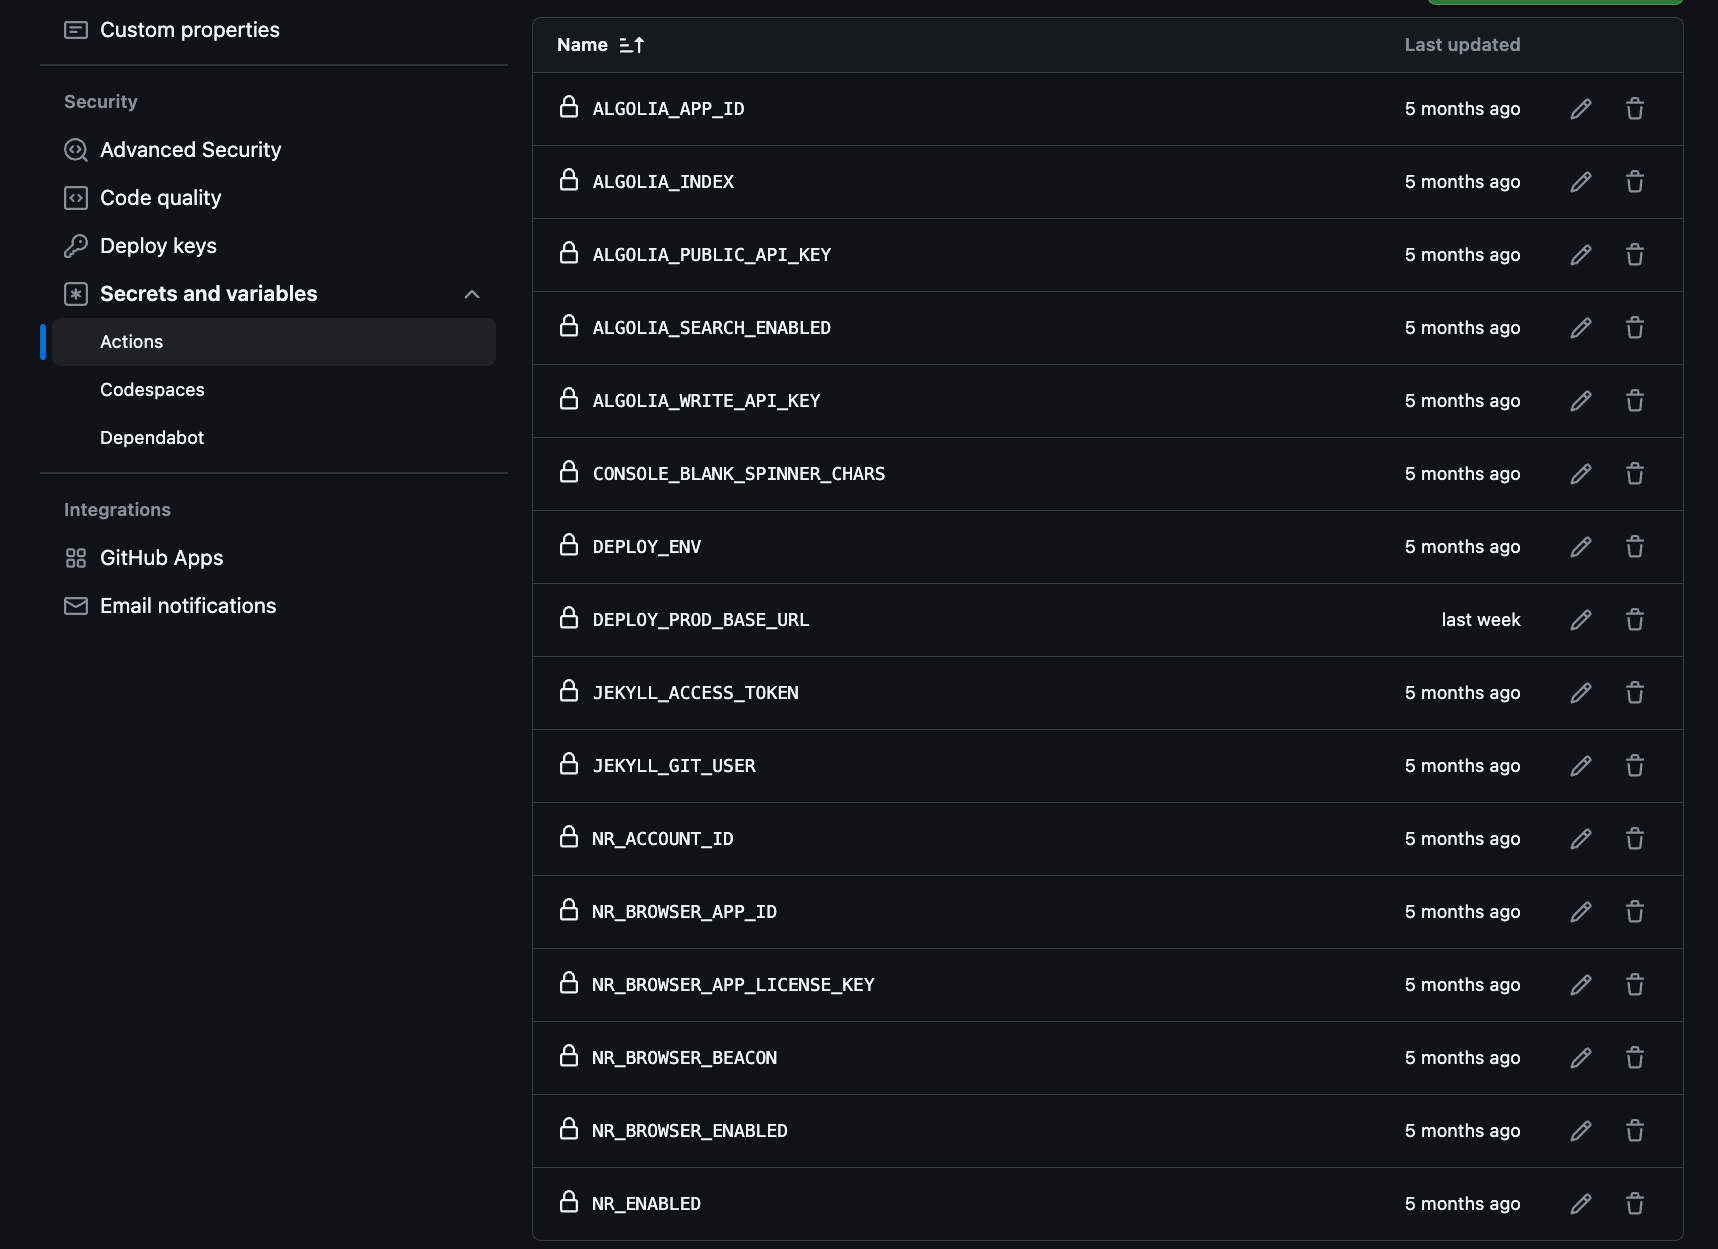 Custom properties
Security
Advanced Security
Code quality
Deploy keys
Secrets and variables
Actions
Codespaces
Dependabot
Integrations
GitHub Apps
Email notifications
Name Last updated
ALGOLIA_APP_ID 5 months ago
ALGOLIA_INDEX 5 months ago
ALGOLIA_PUBLIC_API_KEY 5 months ago
ALGOLIA_SEARCH_ENABLED 5 months ago
ALGOLIA_WRITE_API_KEY 5 months ago
CONSOLE_BLANK_SPINNER_CHARS 5 months ago
DEPLOY_ENV 5 months ago
DEPLOY_PROD_BASE_URL last week
JEKYLL_ACCESS_TOKEN 5 months ago
JEKYLL_GIT_USER 5 months ago
NR_ACCOUNT_ID 5 months ago
NR_BROWSER_APP_ID 5 months ago
NR_BROWSER_APP_LICENSE_KEY 5 months ago
NR_BROWSER_BEACON 5 months ago
NR_BROWSER_ENABLED 5 months ago
NR_ENABLED 5 months ago